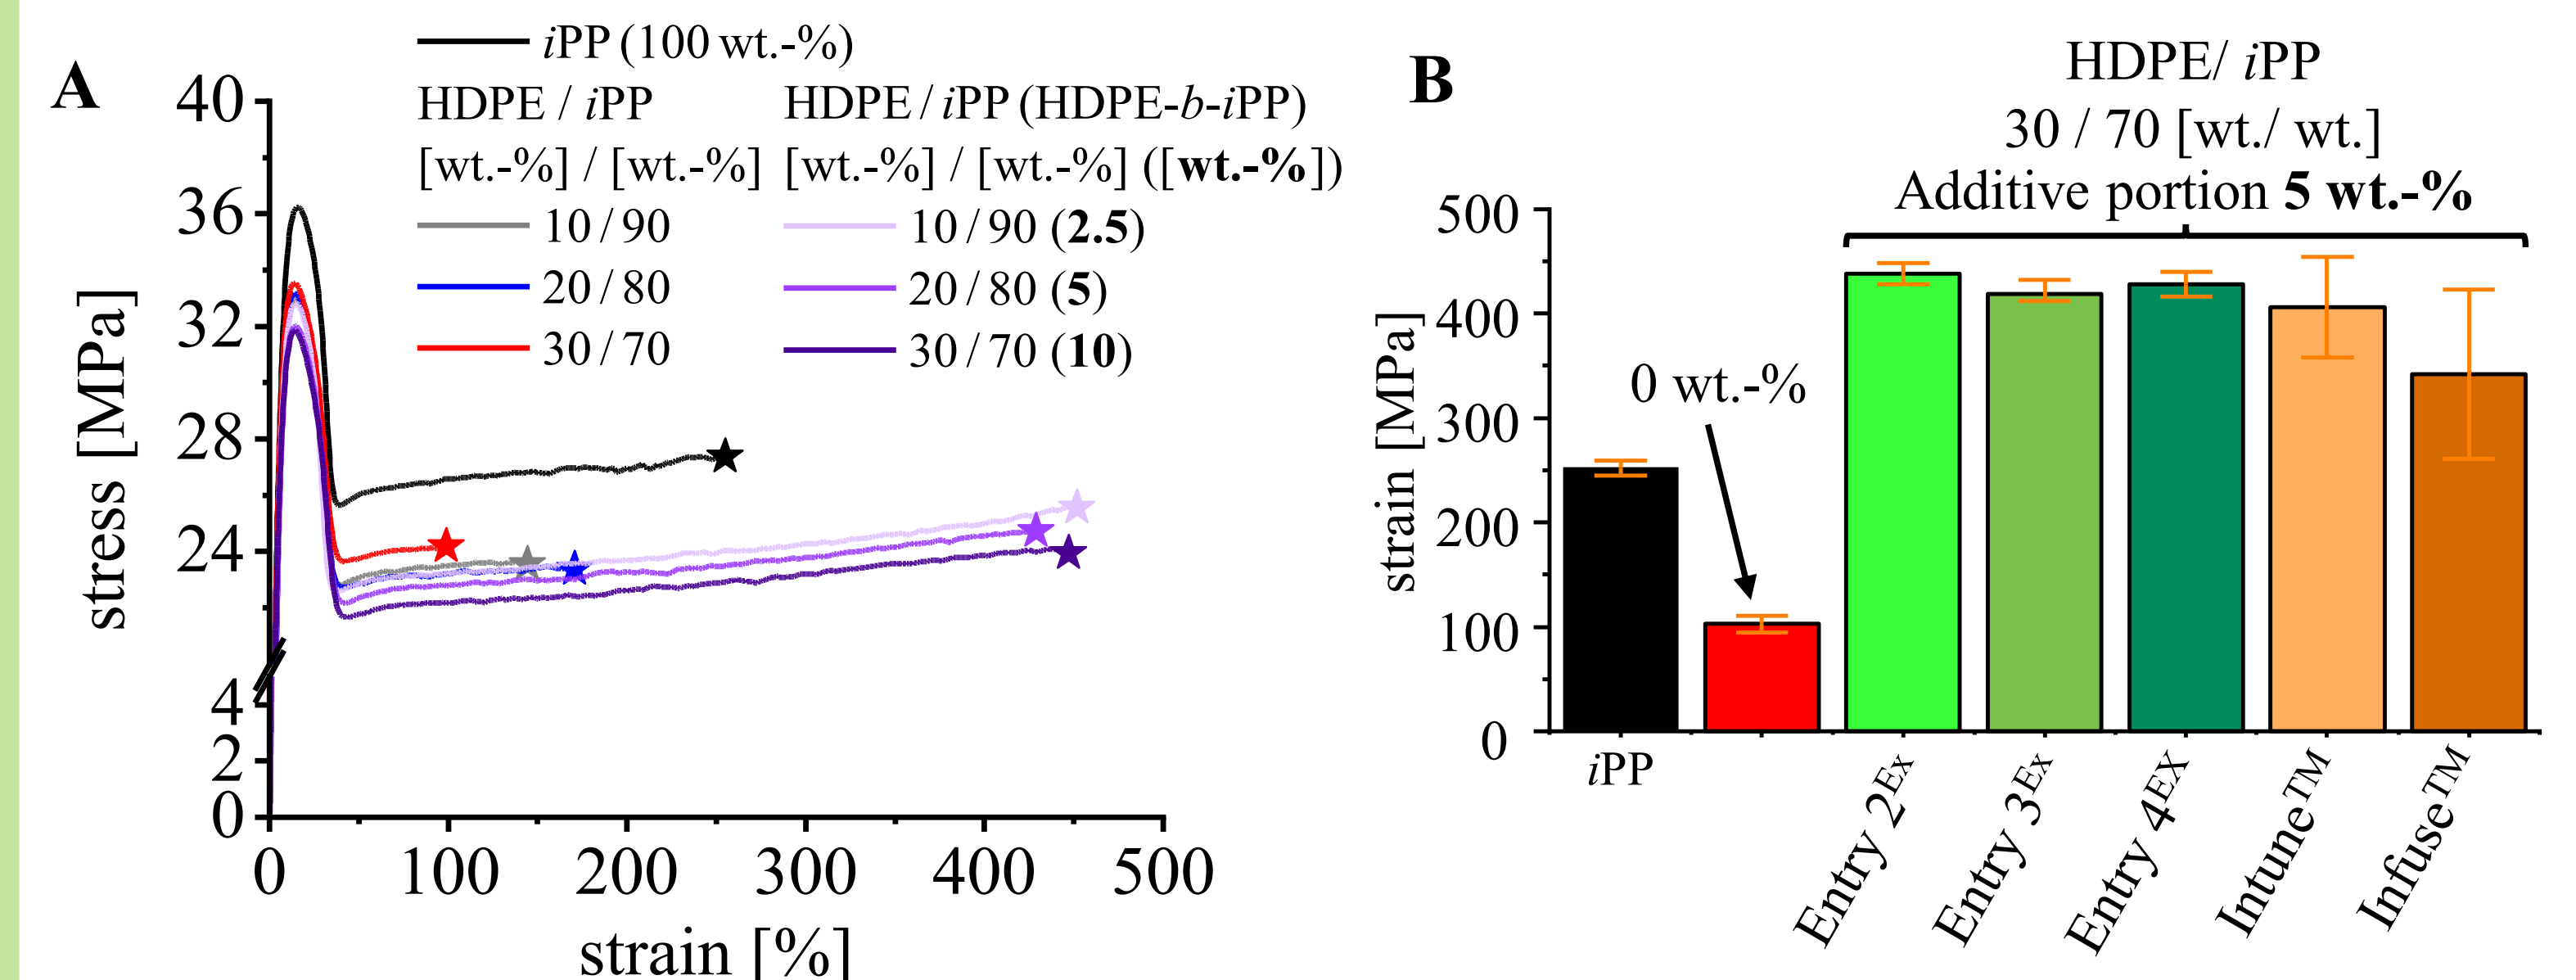 A
iPP (100 wt.-%)
HDPE / iPP
[wt.-%] / [wt.-%]
10 / 90
20 / 80
30 / 70
HDPE / iPP (HDPE-b-iPP)
[wt.-%] / [wt.-%] ([wt.-%])
10 / 90 (2.5)
20 / 80 (5)
30 / 70 (10)
stress [MPa]
40
36
32
28
24
4
2
0
0 100 200 300 400 500
strain [%]
B
HDPE/ iPP
30 / 70 [wt./ wt.]
Additive portion 5 wt.-%
0 wt.-%
strain [MPa]
500
400
300
200
100
0
iPP
Entry 2Ex
Entry 3Ex
Entry 4EX
IntuneTM
InfuseTM